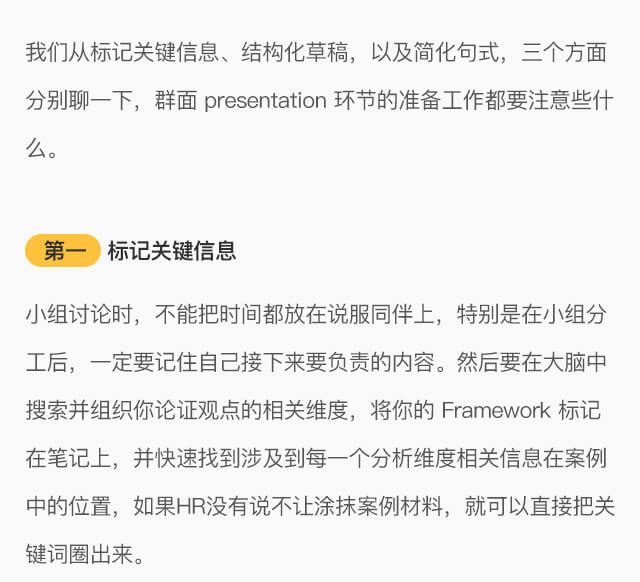 我们从标记关键信息、结构化草稿，以及简化句式，三个方面
分别聊一下，群面 presentation 环节的准备工作都要注意些什
么。
第一 标记关键信息
小组讨论时，不能把时间都放在说服同伴上，特别是在小组分
工后，一定要记住自己接下来要负责的内容。然后要在大脑中
搜索并组织你论证观点的相关维度，将你的 Framework 标记
在笔记上，并快速找到涉及到每一个分析维度相关信息在案例
中的位置，如果HR没有说不让涂抹案例材料，就可以直接把关
键词圈出来。